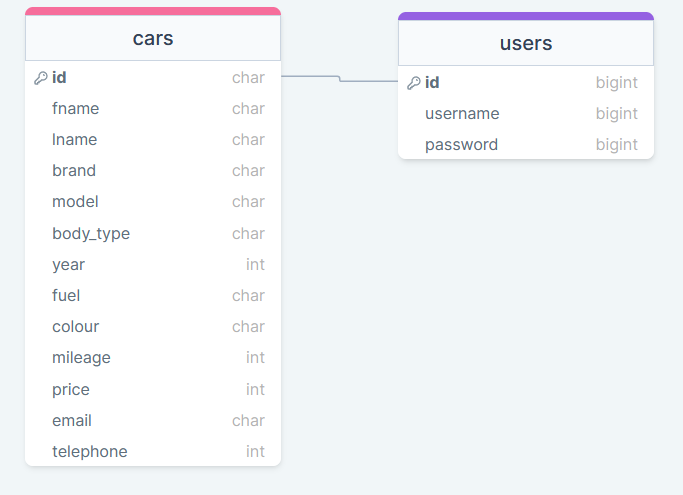 cars
id char
fname char
lname char
brand char
model char
body_type char
year int
fuel char
colour char
mileage int
price int
email char
telephone int
users
id bigint
username bigint
password bigint